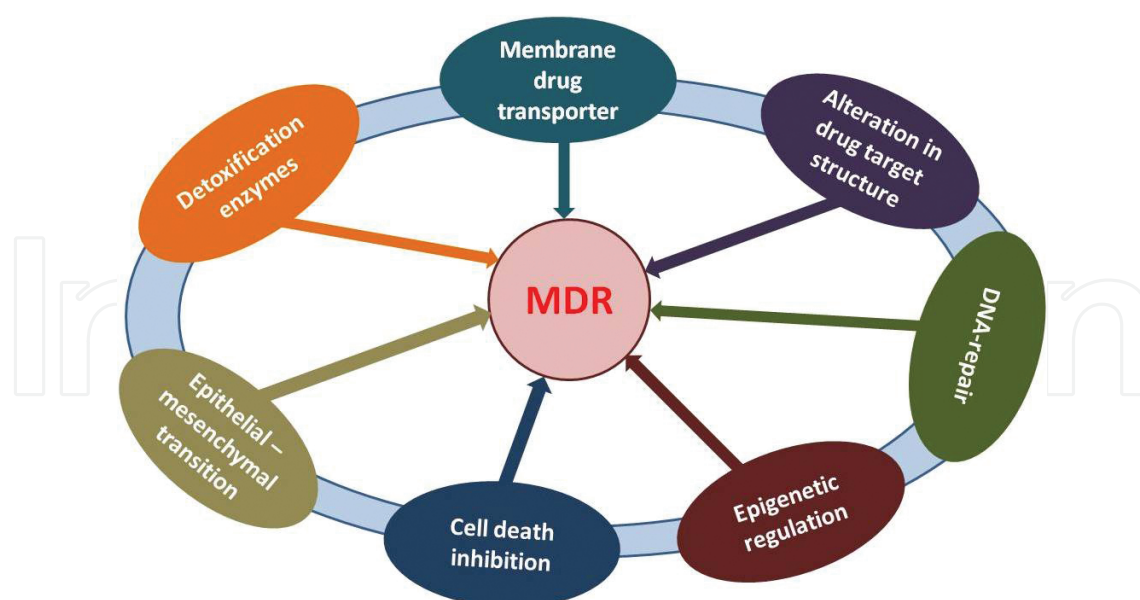 Membrane
drug
transporter
Alteration in
drug target
structure
DNA-repair
Epigenetic
regulation
Cell death
inhibition
Epithelial –
mesenchymal
transition
Detoxification
enzymes
MDR